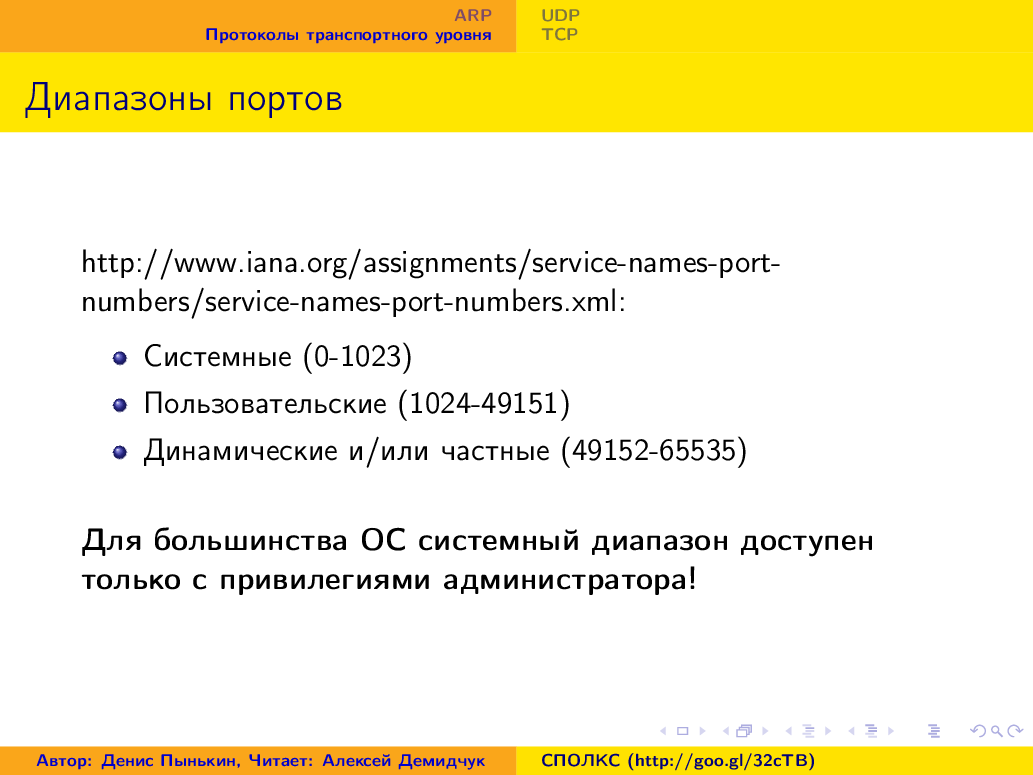 ARP
Протоколы транспортного уровня
UDP
TCP
Диапазоны портов
http://www.iana.org/assignments/service-names-port-
numbers/service-names-port-numbers.xml:
Системные (0-1023)
Пользовательские (1024-49151)
Динамические и/или частные (49152-65535)
Для большинства ОС системный диапазон доступен
только с привилегиями администратора!
Автор: Денис Пынькин, Читает: Алексей Демидчук
СПОЛКС (http://goo.gl/32cTB)